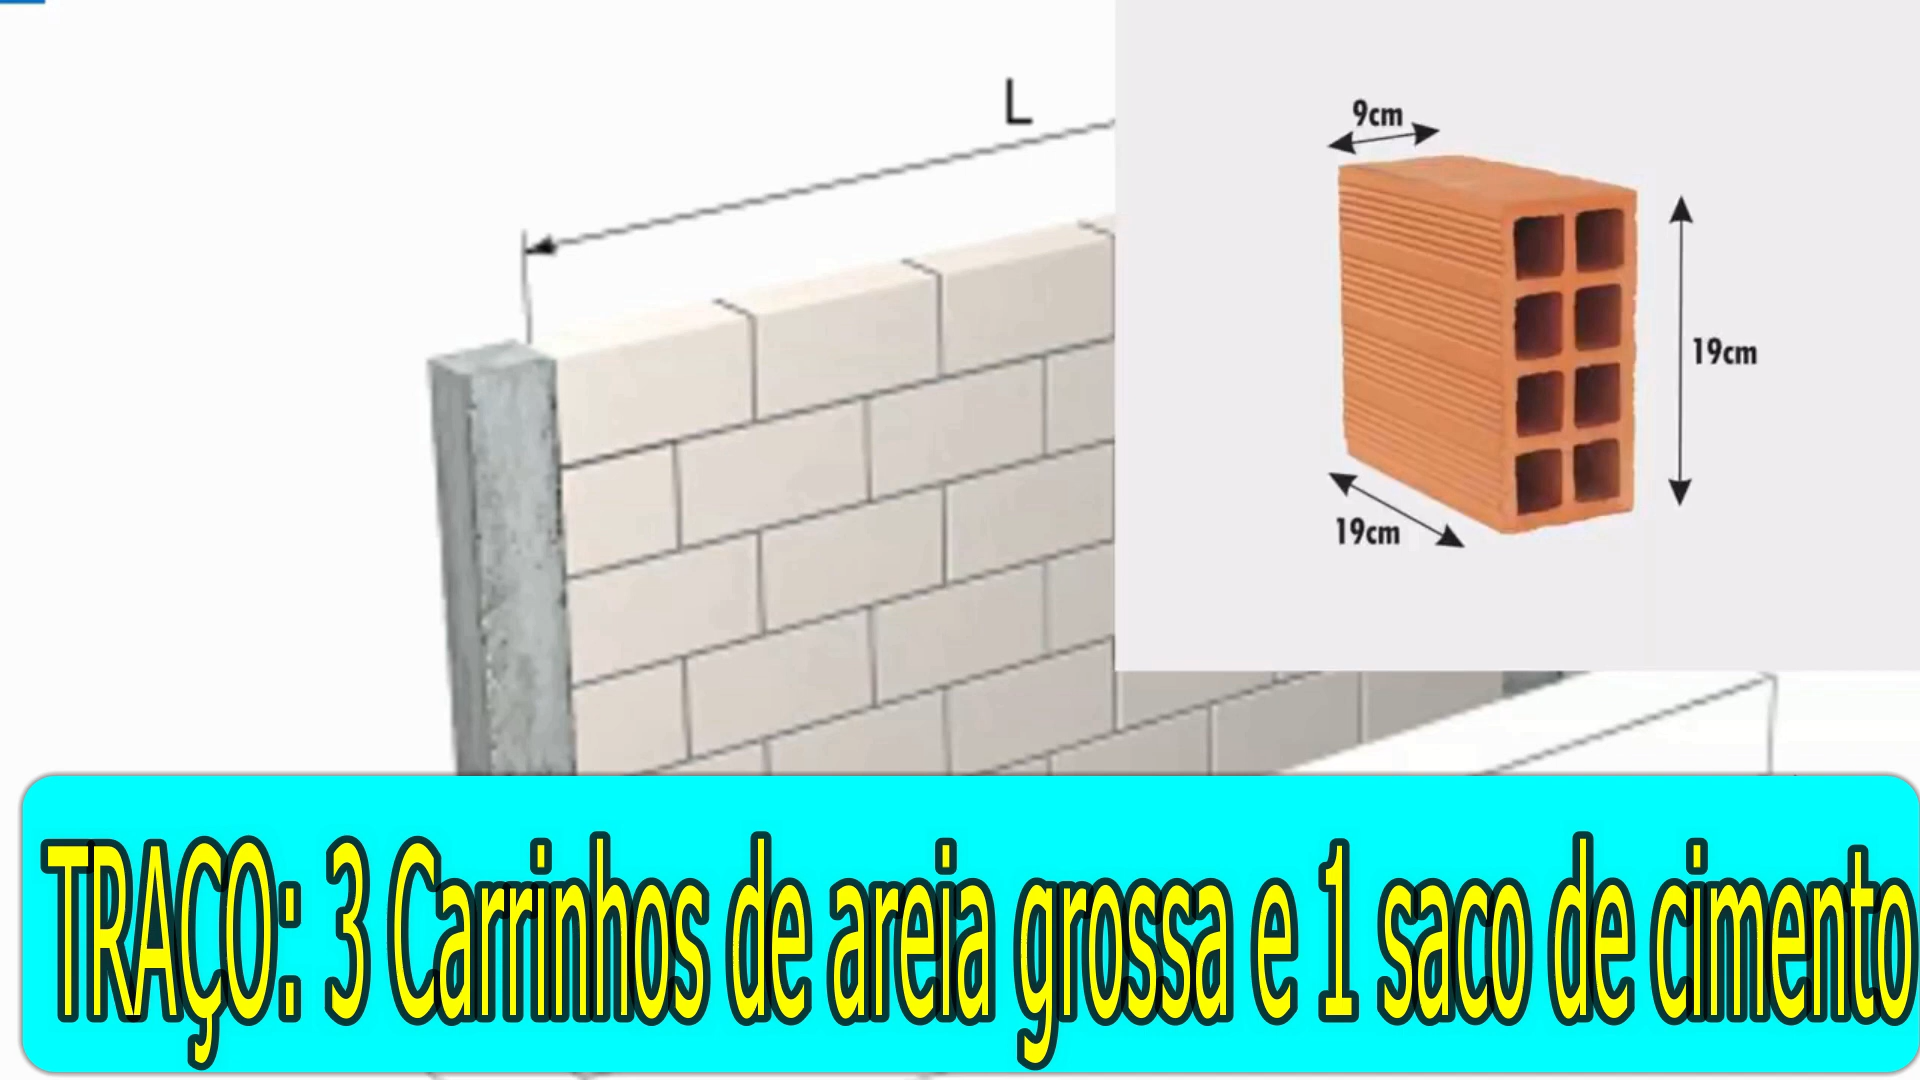 L
9cm
19cm
19cm
TRAÇO: 3 Carrinhos de areia grossa e 1 saco de cimento